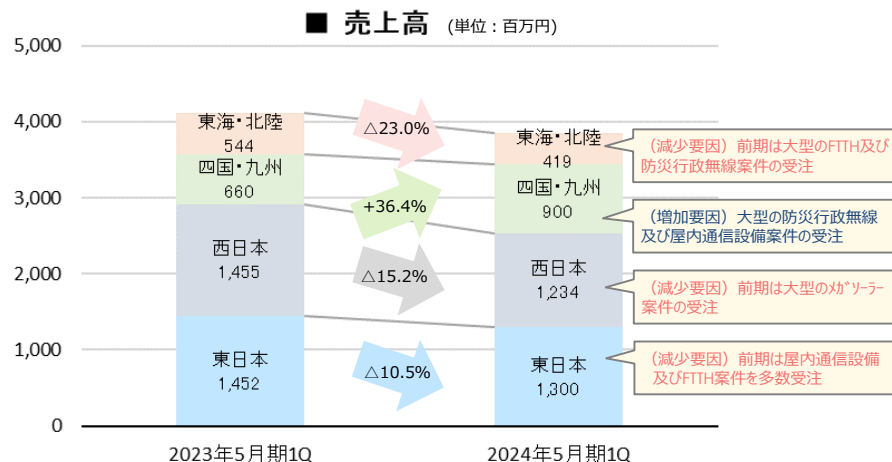 ■ 売上高 (単位：百万円)
5,000
4,000
3,000
2,000
1,000
0
東海・北陸
544
四国・九州
660
西日本
1,455
東日本
1,452
△23.0%
+36.4%
△15.2%
△10.5%
東海・北陸
419
四国・九州
900
西日本
1,234
東日本
1,300
（減少要因）前期は大型のFTTH及び
防災行政無線案件の受注
（増加要因）大型の防災行政無線
及び屋内通信設備案件の受注
（減少要因）前期は大型のﾒｶﾞｿｰﾗｰ
案件の受注
（減少要因）前期は屋内通信設備
及びFTTH案件を多数受注
2023年5月期1Q
2024年5月期1Q